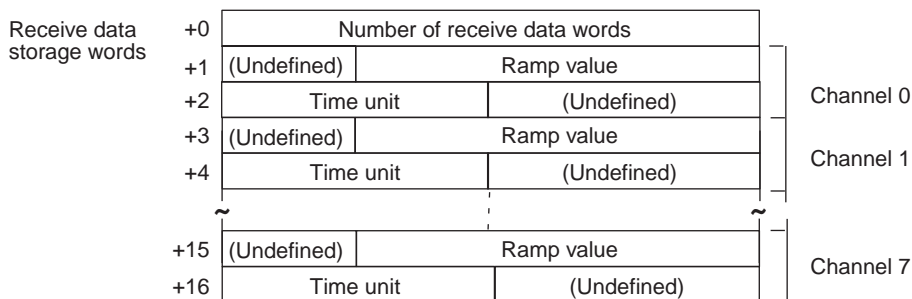 Receive data
storage words
+0 Number of receive data words
+1 (Undefined) Ramp value
+2 Time unit (Undefined)
Channel 0
+3 (Undefined) Ramp value
+4 Time unit (Undefined)
Channel 1
~ ~
+15 (Undefined) Ramp value
+16 Time unit (Undefined)
Channel 7